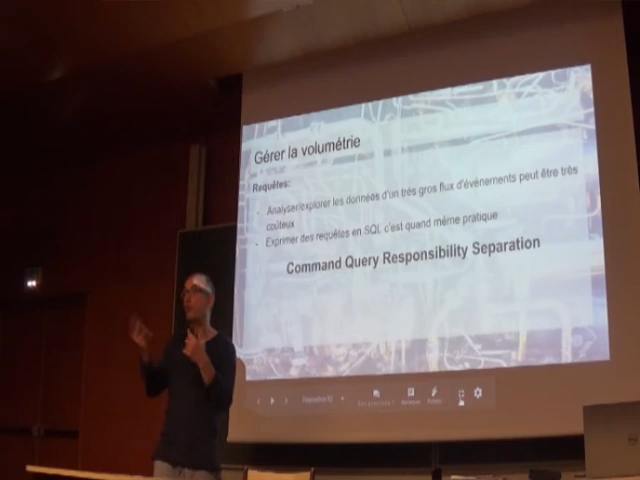 Gérer la volumétrie
Requêtes:
- Analyser/explorer les données d'un très gros flux d'événements peut être très
coûteux
- Exprimer des requêtes en SQL c'est quand même pratique
Command Query Responsibility Separation